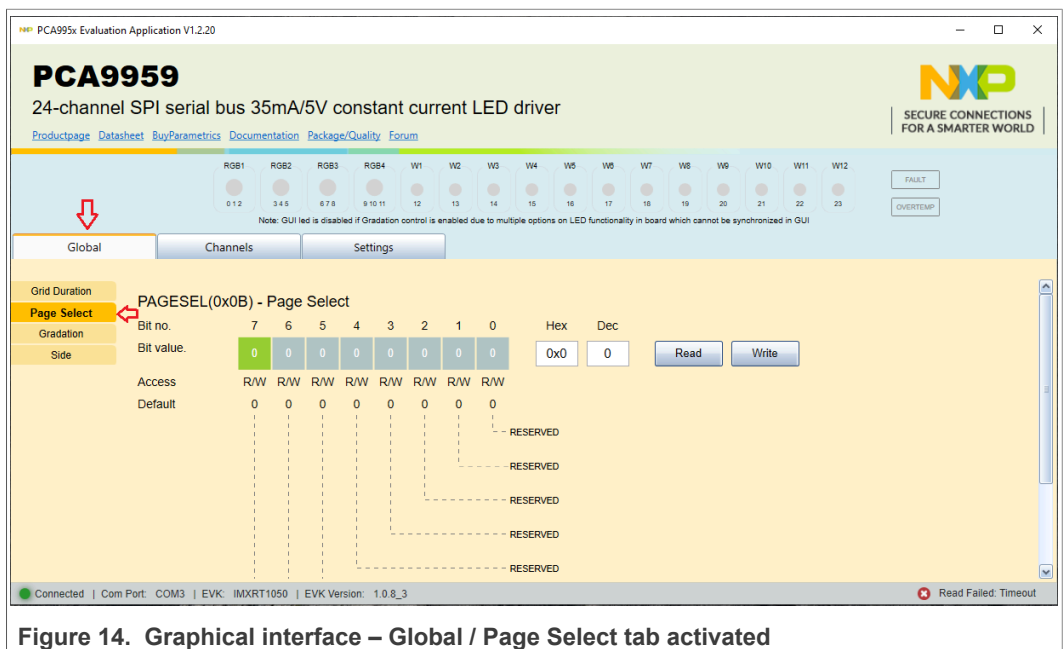 PCA995x Evaluation Application V1.2.20
PCA9959
24-channel SPI serial bus 35mA/5V constant current LED driver
Productpage Datasheet BuyParametrics Documentation Package/Quality Forum
NXP
SECURE CONNECTIONS
FOR A SMARTER WORLD
RGB1 RGB2 RGB3 RGB4 W1 W2 W3 W4 W5 W6 W7 W8 W9 W10 W11 W12
0 1 2 3 4 5 6 7 8 9 10 11 12 13 14 15 16 17 18 19 20 21 22 23
FAULT
OVERTEMP
Note: GUI led is disabled if Gradation control is enabled due to multiple options on LED functionality in board which cannot be synchronized in GUI
Global Channels Settings
Grid Duration
Page Select
Gradation
Side
PAGESEL(0x0B) - Page Select
Bit no. 7 6 5 4 3 2 1 0 Hex Dec
Bit value. 0 0 0 0 0 0 0 0 0x0 0 Read Write
Access R/W R/W R/W R/W R/W R/W R/W R/W
Default 0 0 0 0 0 0 0 0
RESERVED
RESERVED
RESERVED
RESERVED
RESERVED
Connected | Com Port: COM3 | EVK: IMXRT1050 | EVK Version: 1.0.8_3 Read Failed: Timeout
Figure 14. Graphical interface – Global / Page Select tab activated